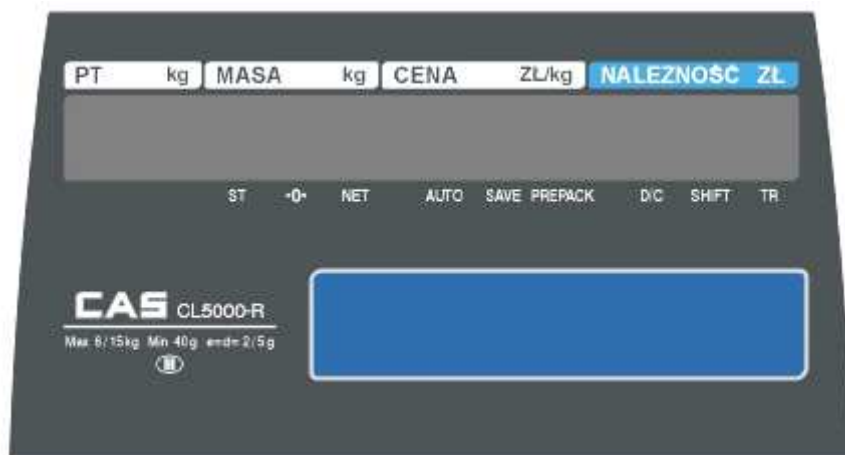 PT kg MASA kg CENA ZŁ/kg NALEZNOŚĆ ZŁ
ST →0← NET AUTO SAVE PREPACK D/C SHIFT TR
CAS CL5000-R
Max 6/15kg Min 40g e=d= 2/5g
III